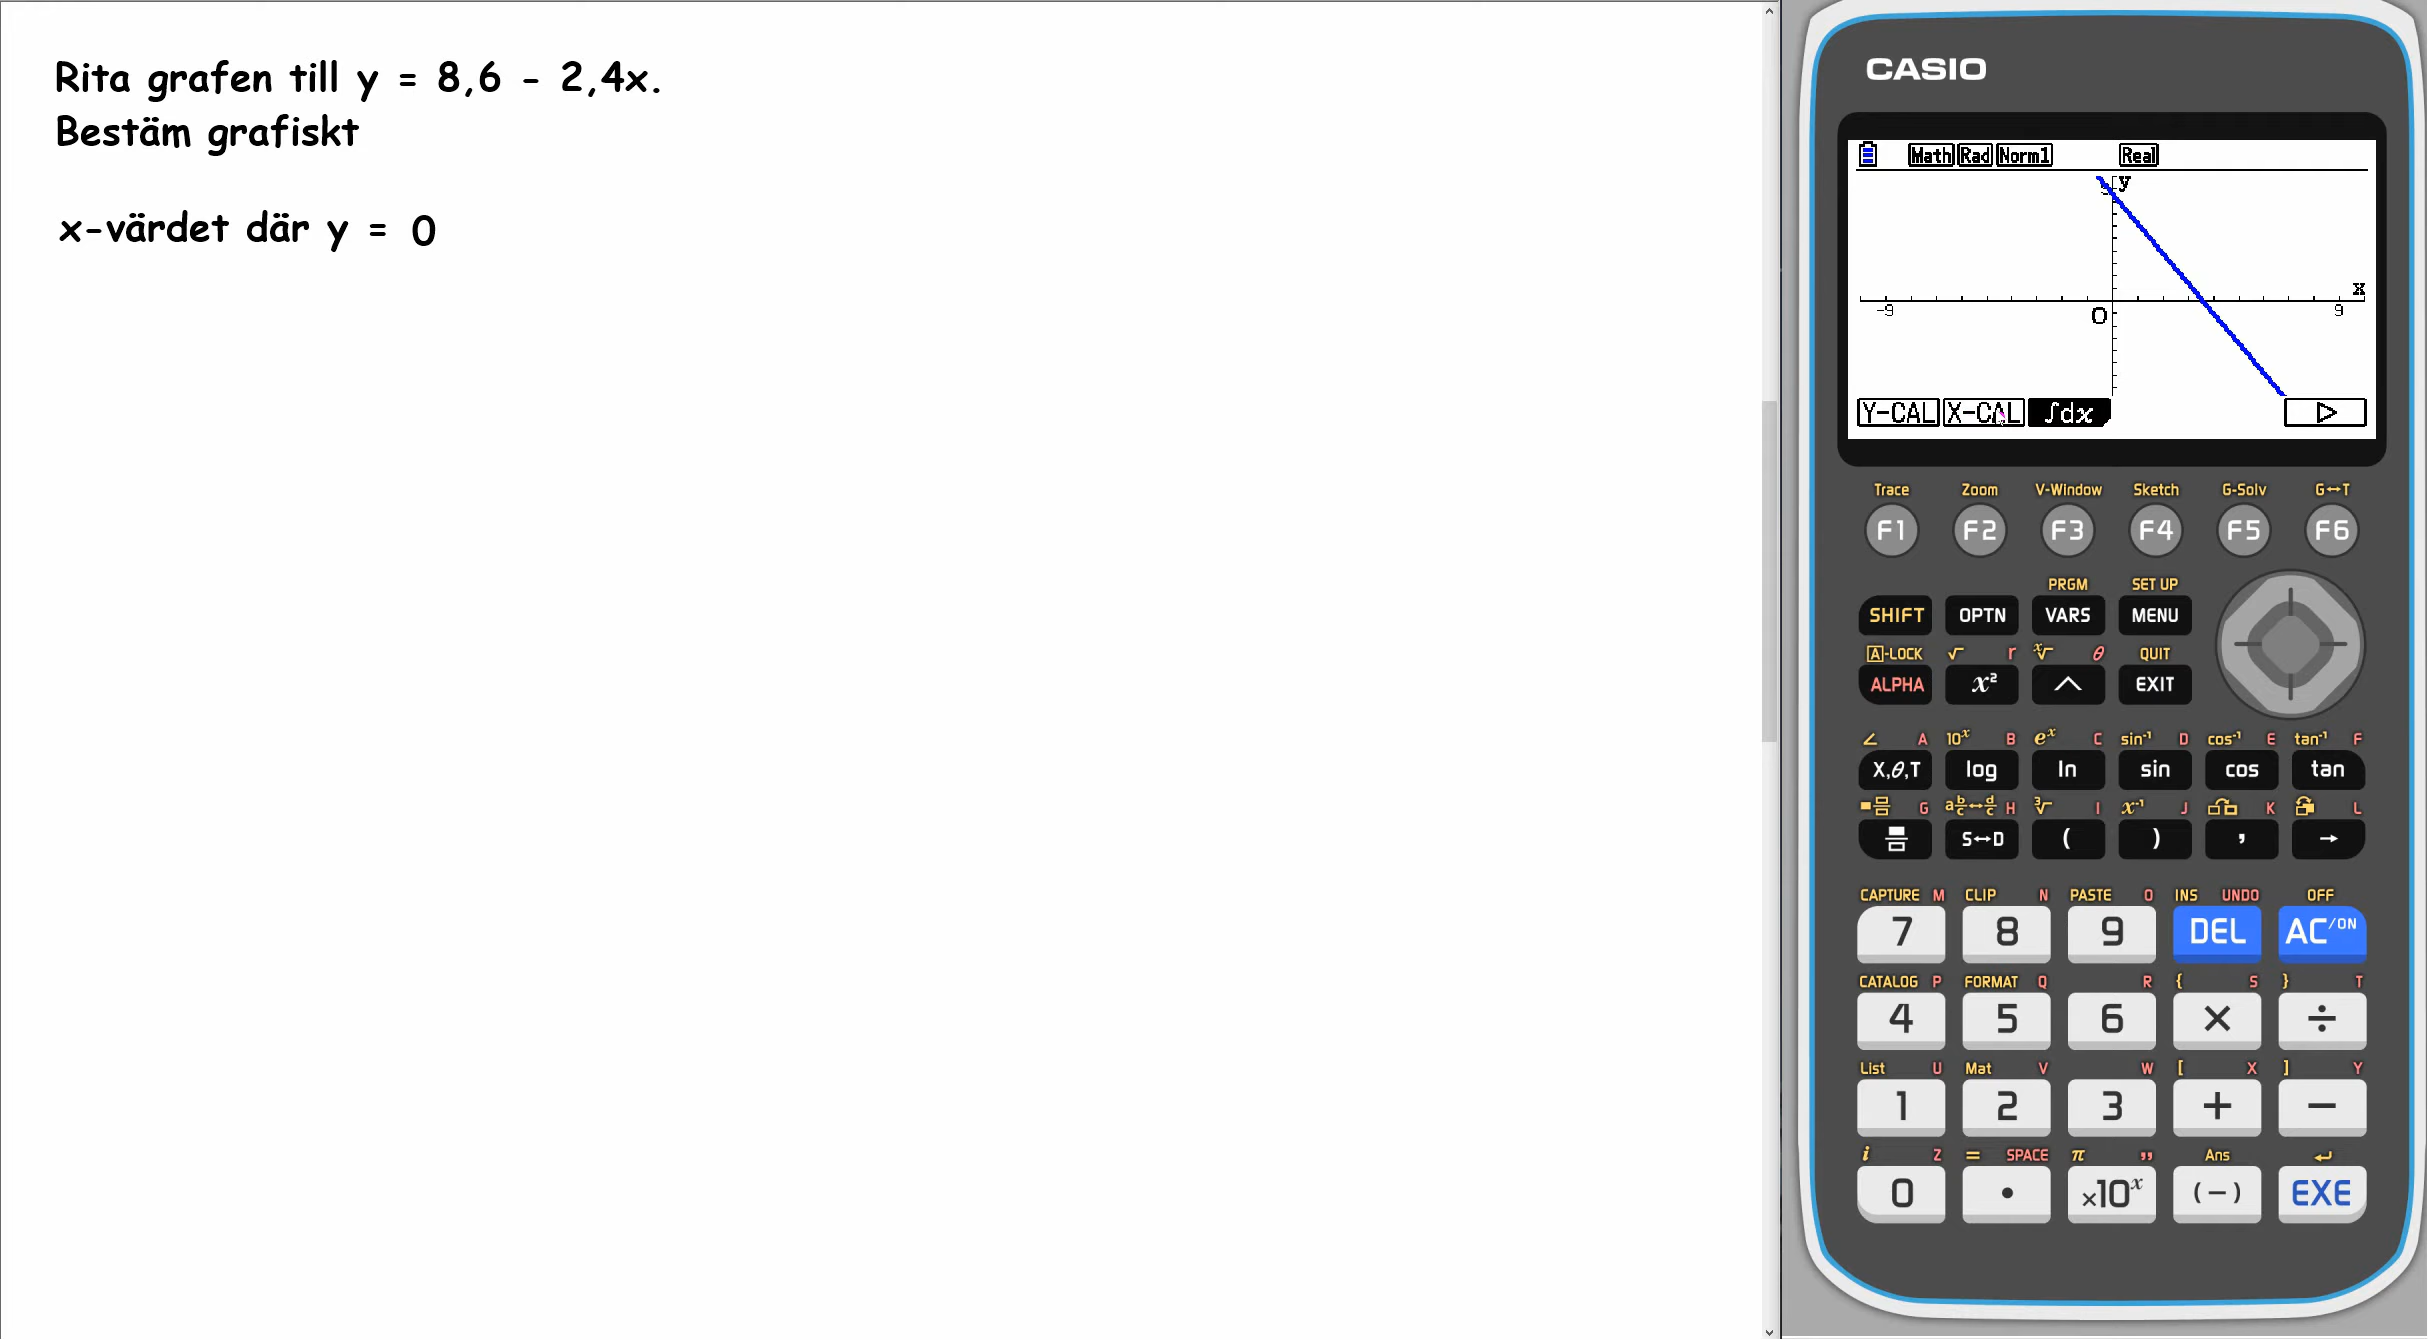 Rita grafen till y = 8,6 - 2,4x.
Bestäm grafiskt
x-värdet där y = 0
CASIO
Math Rad Norm1 Real
y
x
-9 O 9
Y-CAL X-CAL ∫dx ▷
Trace Zoom V-Window Sketch G-Solv G↔T
F1 F2 F3 F4 F5 F6
PRGM SET UP
SHIFT OPTN VARS MENU
A-LOCK √ r ˣ√ θ QUIT
ALPHA x² ^ EXIT
∠ A 10ˣ B eˣ C sin⁻¹ D cos⁻¹ E tan⁻¹ F
X,θ,T log ln sin cos tan
G a b/c↔d/c H ³√ I x⁻¹ J K L
S↔D ( ) , →
CAPTURE M CLIP N PASTE O INS UNDO OFF
7 8 9 DEL AC/ON
CATALOG P FORMAT Q R { S } T
4 5 6 × ÷
List U Mat V W [ X ] Y
1 2 3 + −
i Z = SPACE π " Ans ↵
0 • ×10ˣ (−) EXE